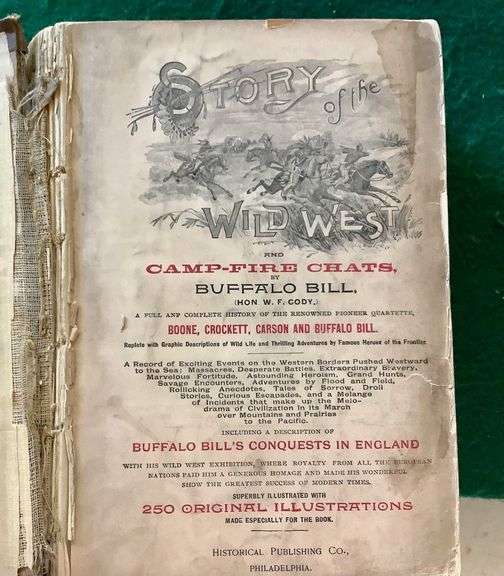 STORY of the
WILD WEST
AND
CAMP-FIRE CHATS,
BY
BUFFALO BILL,
(HON W. F. CODY.)
A FULL ANP COMPLETE HISTORY OF THE RENOWNED PIONEER QUARTETTE,
BOONE, CROCKETT, CARSON AND BUFFALO BILL.
Replete with Graphic Descriptions of Wild Life and Thrilling Adventures by Famous Heroes of the Frontier.
A Record of Exciting Events on the Western Borders Pushed Westward
to the Sea; Massacres, Desperate Battles, Extraordinary Bravery,
Marvelous Fortitude, Astounding Heroism, Grand Hunts,
Savage Encounters, Adventures by Flood and Field,
Rollicking Anecdotes, Tales of Sorrow, Droll
Stories, Curious Escapades, and a Melange
of Incidents that make up the Melo-
drama of Civilization in its March
over Mountains and Prairies
to the Pacific.
INCLUDING A DESCRIPTION OF
BUFFALO BILL'S CONQUESTS IN ENGLAND
WITH HIS WILD WEST EXHIBITION, WHERE ROYALTY FROM ALL THE EUROPEAN
NATIONS PAID HIM A GENEROUS HOMAGE AND MADE HIS WONDERFUL
SHOW THE GREATEST SUCCESS OF MODERN TIMES.
SUPERBLY ILLUSTRATED WITH
250 ORIGINAL ILLUSTRATIONS
MADE ESPECIALLY FOR THE BOOK.
HISTORICAL PUBLISHING CO.,
PHILADELPHIA.